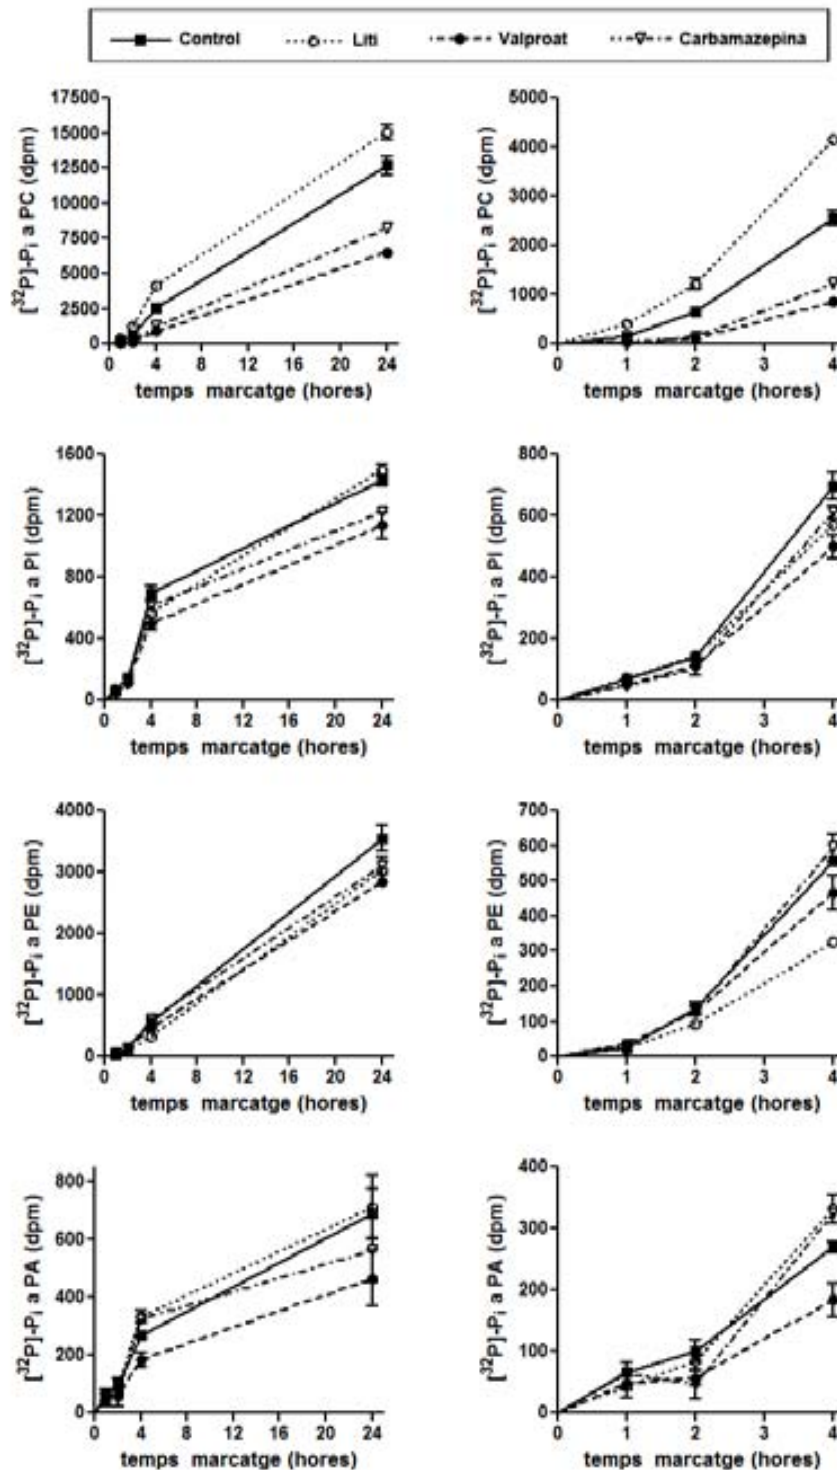 Control Liti Valproat Carbamazepina
[³²P]-Pᵢ a PC (dpm)
17500
15000
12500
10000
7500
5000
2500
0
0 4 8 12 16 20 24
temps marcatge (hores)
[³²P]-Pᵢ a PC (dpm)
5000
4000
3000
2000
1000
0
0 1 2 3 4
temps marcatge (hores)
[³²P]-Pᵢ a PI (dpm)
1600
1200
800
400
0
0 4 8 12 16 20 24
temps marcatge (hores)
[³²P]-Pᵢ a PI (dpm)
800
600
400
200
0
0 1 2 3 4
temps marcatge (hores)
[³²P]-Pᵢ a PE (dpm)
4000
3000
2000
1000
0
0 4 8 12 16 20 24
temps marcatge (hores)
[³²P]-Pᵢ a PE (dpm)
700
600
500
400
300
200
100
0
0 1 2 3 4
temps marcatge (hores)
[³²P]-Pᵢ a PA (dpm)
800
600
400
200
0
0 4 8 12 16 20 24
temps marcatge (hores)
[³²P]-Pᵢ a PA (dpm)
400
300
200
100
0
0 1 2 3 4
temps marcatge (hores)